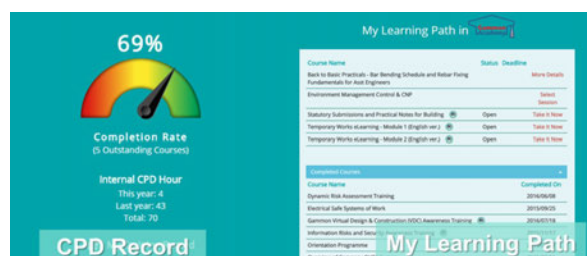 69%
Completion Rate
(5 Outstanding Courses)
Internal CPD Hour
This year: 4
Last year: 43
Total: 70
CPD Record
My Learning Path in
Course Name Status Deadline
Back to Basic Practicals - Bar Bending Schedule and Rebar Fixing Fundamentals for Asst Engineers More Details
Environment Management Control & CNP Select Session
Statutory Submissions and Practical Notes for Building Open Take It Now
Temporary Works eLearning - Module 1 (English ver.) Open Take It Now
Temporary Works eLearning - Module 2 (English ver.) Open Take It Now
Completed Courses
Course Name Completed On
Dynamic Risk Assessment Training 2016/06/08
Electrical Safe Systems of Work 2015/09/25
Gammon Virtual Design & Construction (VDC) Awareness Training 2016/07/18
Information Risks and Security Awareness Training
Orientation Programme
My Learning Path